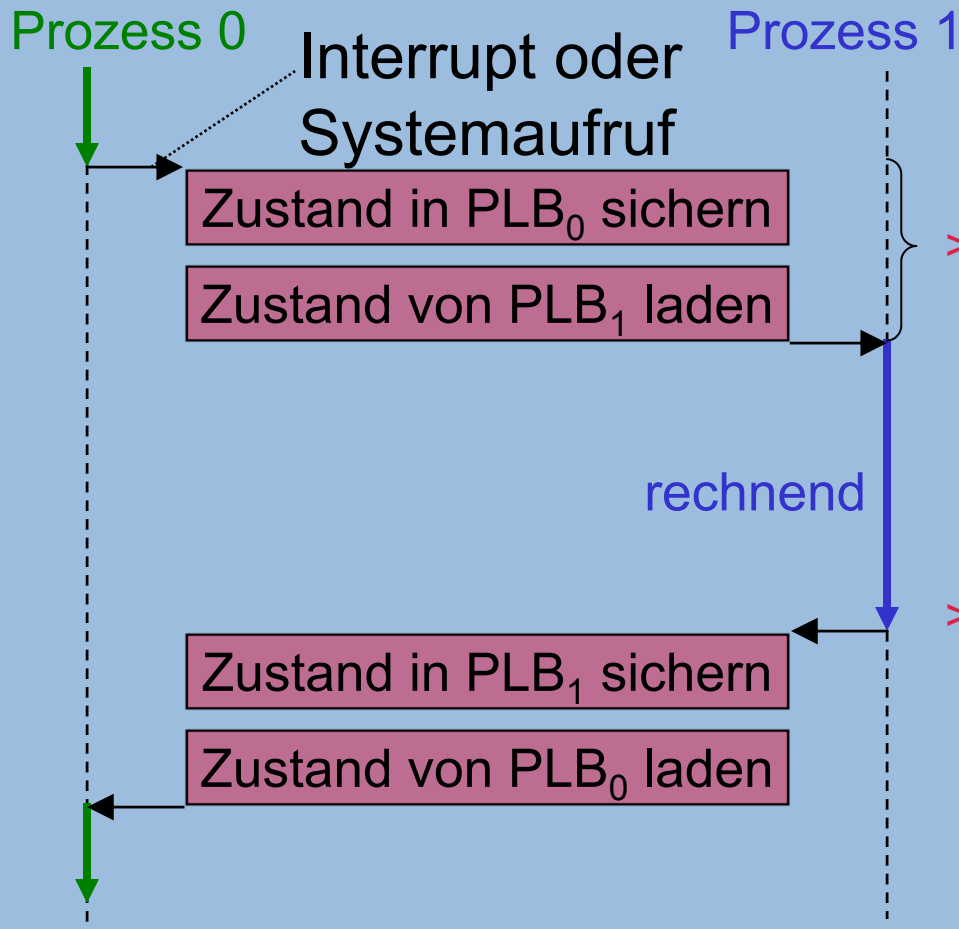 Prozess 0
Interrupt oder
Systemaufruf
Prozess 1
Zustand in PLB₀ sichern
Zustand von PLB₁ laden
>
rechnend
>
Zustand in PLB₁ sichern
Zustand von PLB₀ laden